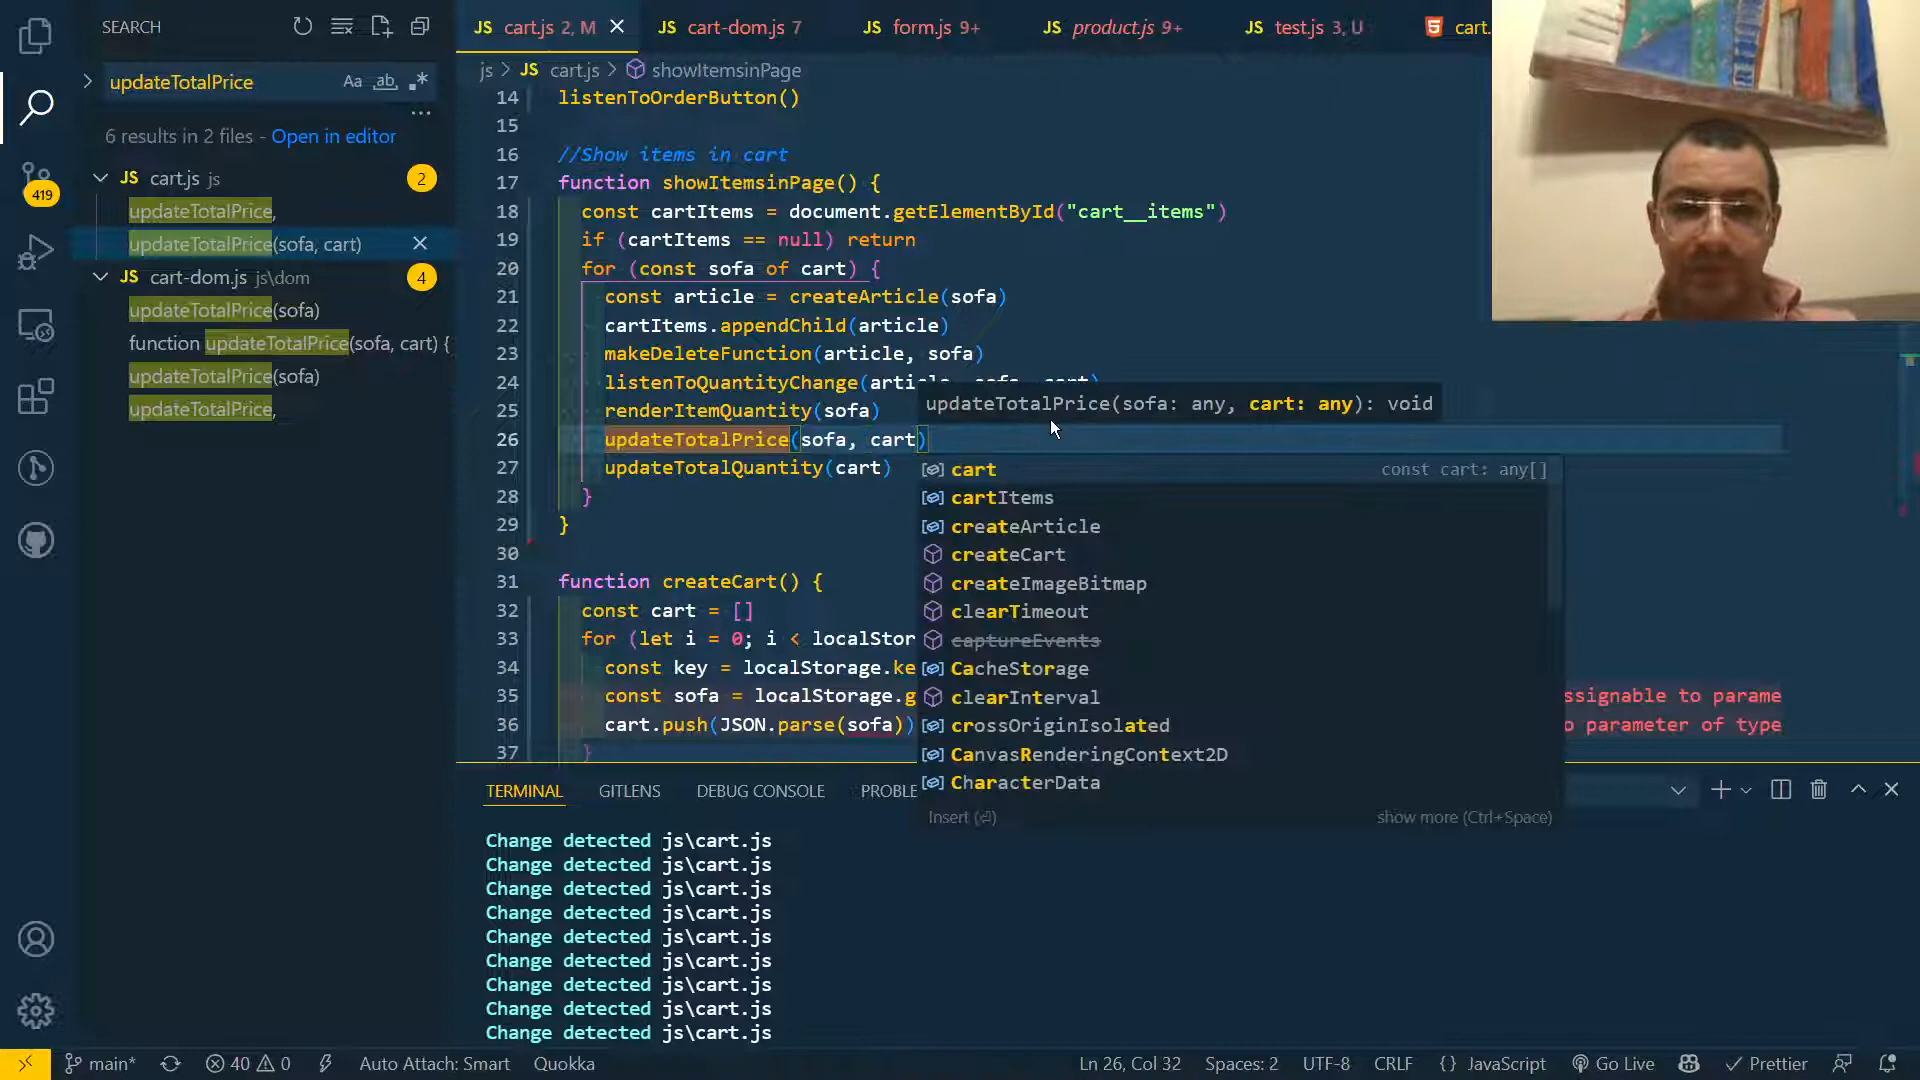 SEARCH
updateTotalPrice
Aa ab .*
6 results in 2 files - Open in editor
JS cart.js js 2
updateTotalPrice,
updateTotalPrice(sofa, cart)
JS cart-dom.js js\dom 4
updateTotalPrice(sofa)
function updateTotalPrice(sofa, cart) {
updateTotalPrice(sofa)
updateTotalPrice,
419
JS cart.js 2, M
JS cart-dom.js 7
JS form.js 9+
JS product.js 9+
JS test.js 3, U
5 cart.
js > JS cart.js > showItemsinPage
14 listenToOrderButton()
15
16 //Show items in cart
17 function showItemsinPage() {
18 const cartItems = document.getElementById("cart__items")
19 if (cartItems == null) return
20 for (const sofa of cart) {
21 const article = createArticle(sofa)
22 cartItems.appendChild(article)
23 makeDeleteFunction(article, sofa)
24 listenToQuantityChange(article, sofa, cart)
25 renderItemQuantity(sofa)
26 updateTotalPrice(sofa, cart)
27 updateTotalQuantity(cart)
28 }
29 }
30
31 function createCart() {
32 const cart = []
33 for (let i = 0; i < localStor
34 const key = localStorage.ke
35 const sofa = localStorage.g
36 cart.push(JSON.parse(sofa))
37 }
updateTotalPrice(sofa: any, cart: any): void
cart const cart: any[]
cartItems
createArticle
createCart
createImageBitmap
clearTimeout
captureEvents
CacheStorage
clearInterval
crossOriginIsolated
CanvasRenderingContext2D
CharacterData
Insert (⏎) show more (Ctrl+Space)
ssignable to parame
o parameter of type
TERMINAL GITLENS DEBUG CONSOLE PROBLE
Change detected js\cart.js
Change detected js\cart.js
Change detected js\cart.js
Change detected js\cart.js
Change detected js\cart.js
Change detected js\cart.js
Change detected js\cart.js
Change detected js\cart.js
Change detected js\cart.js
main* 40 0 Auto Attach: Smart Quokka Ln 26, Col 32 Spaces: 2 UTF-8 CRLF {} JavaScript Go Live Prettier